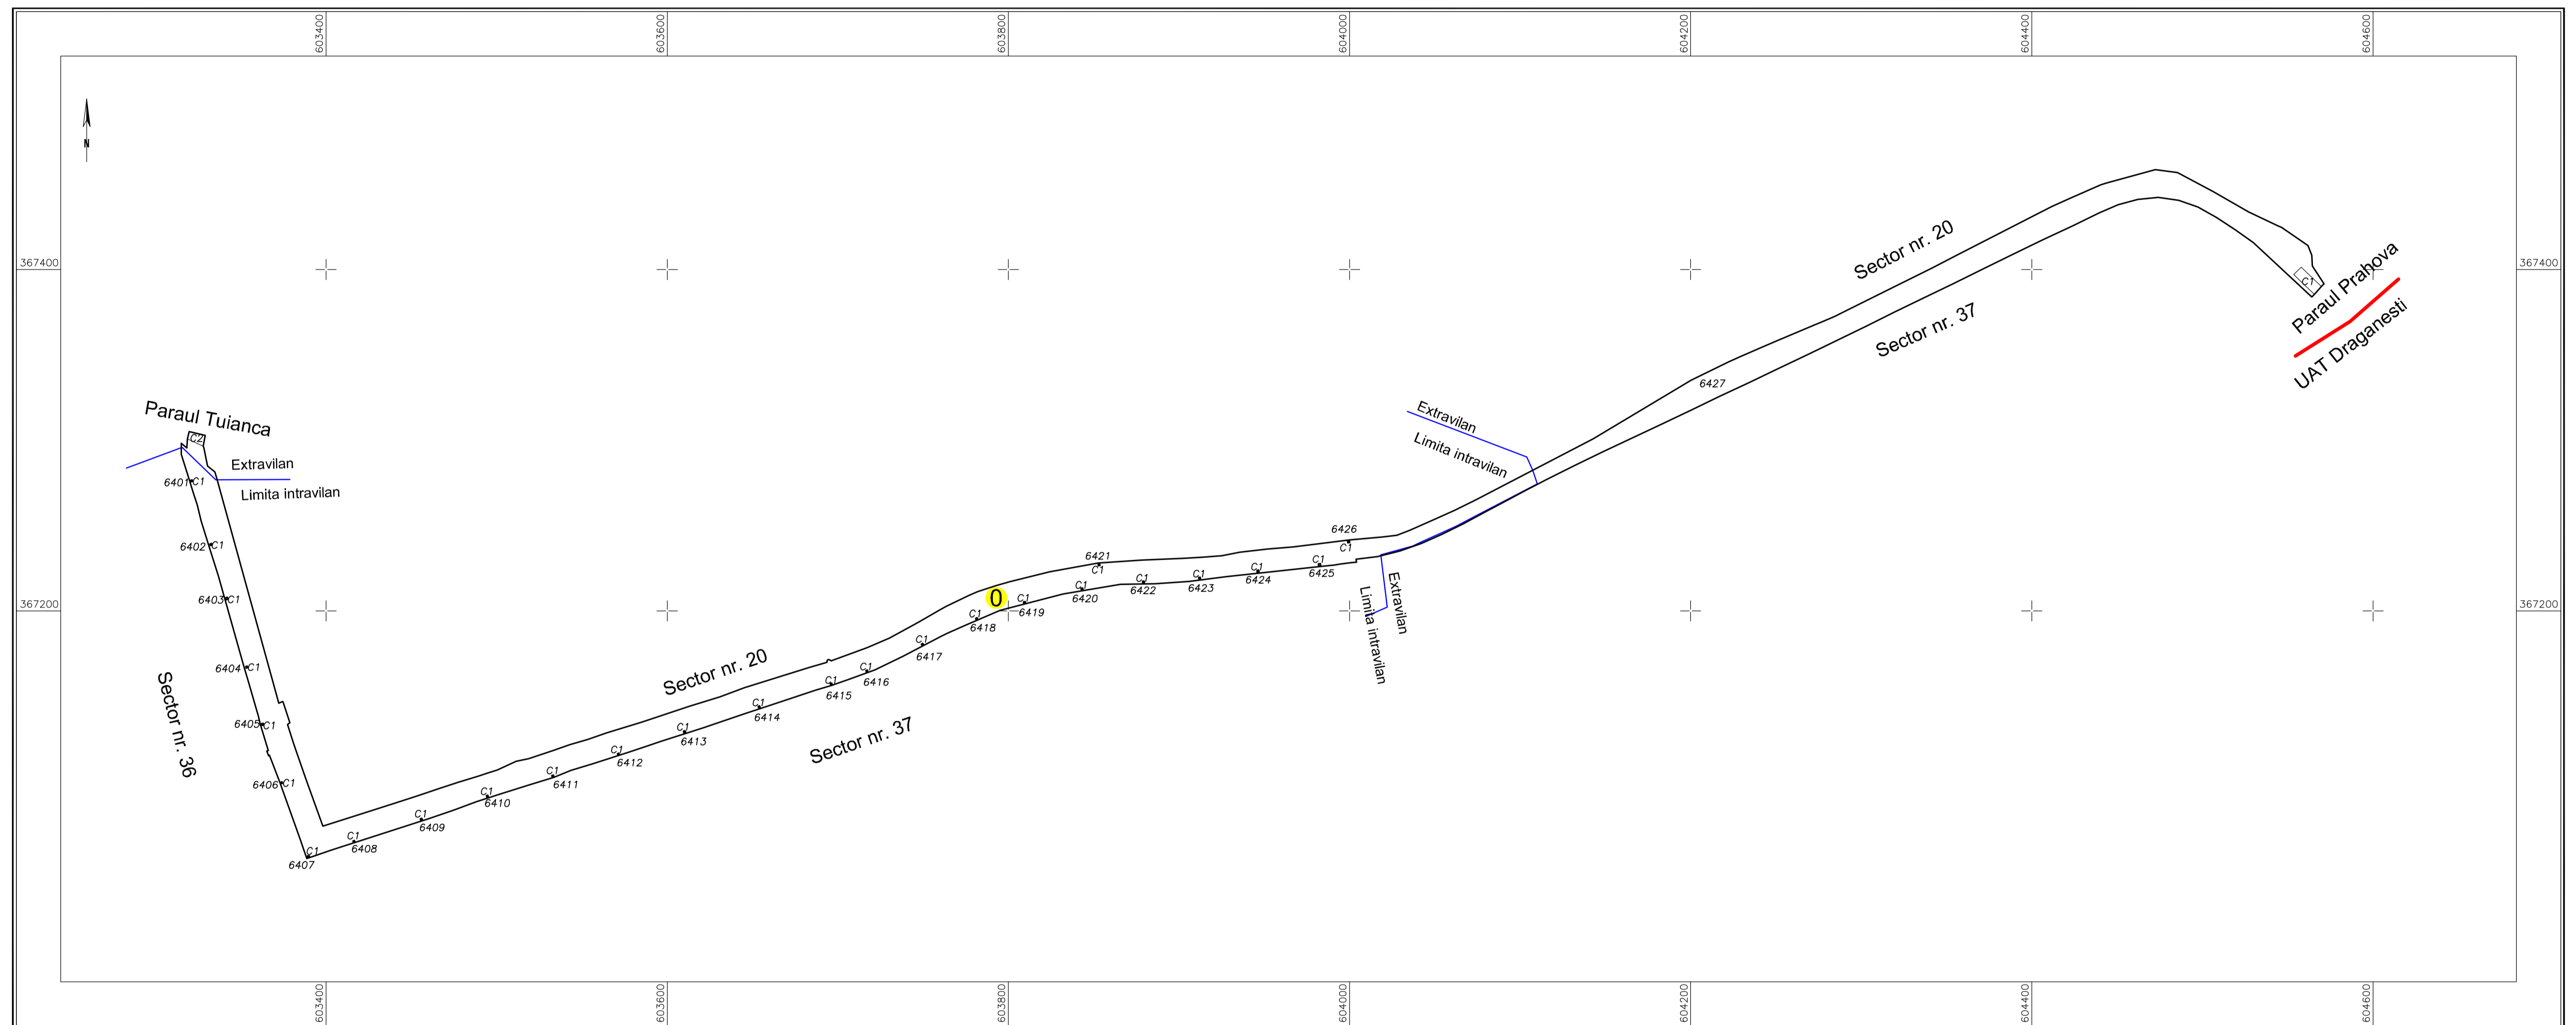 603400
603600
603800
604000
604200
604400
604600
N
Sector nr. 20
367400
367400
Paraul Prahova
C1
UAT Draganesti
Sector nr. 37
6427
Extravilan
Limita intravilan
Paraul Tuianca
C2
Extravilan
Limita intravilan
6401 C1
6402 C1
6403 C1
6404 C1
6405 C1
6406 C1
Sector nr. 36
C1
6407
C1
6408
C1
6409
C1
6410
C1
6411
C1
6412
C1
6413
C1
6414
C1
6415
C1
6416
C1
6417
C1
6418
0
C1
6419
C1
6420
6421
C1
C1
6422
C1
6423
C1
6424
C1
6425
6426
C1
Extravilan
Limita intravilan
367200
367200
Sector nr. 20
Sector nr. 37
603400
603600
603800
604000
604200
604400
604600